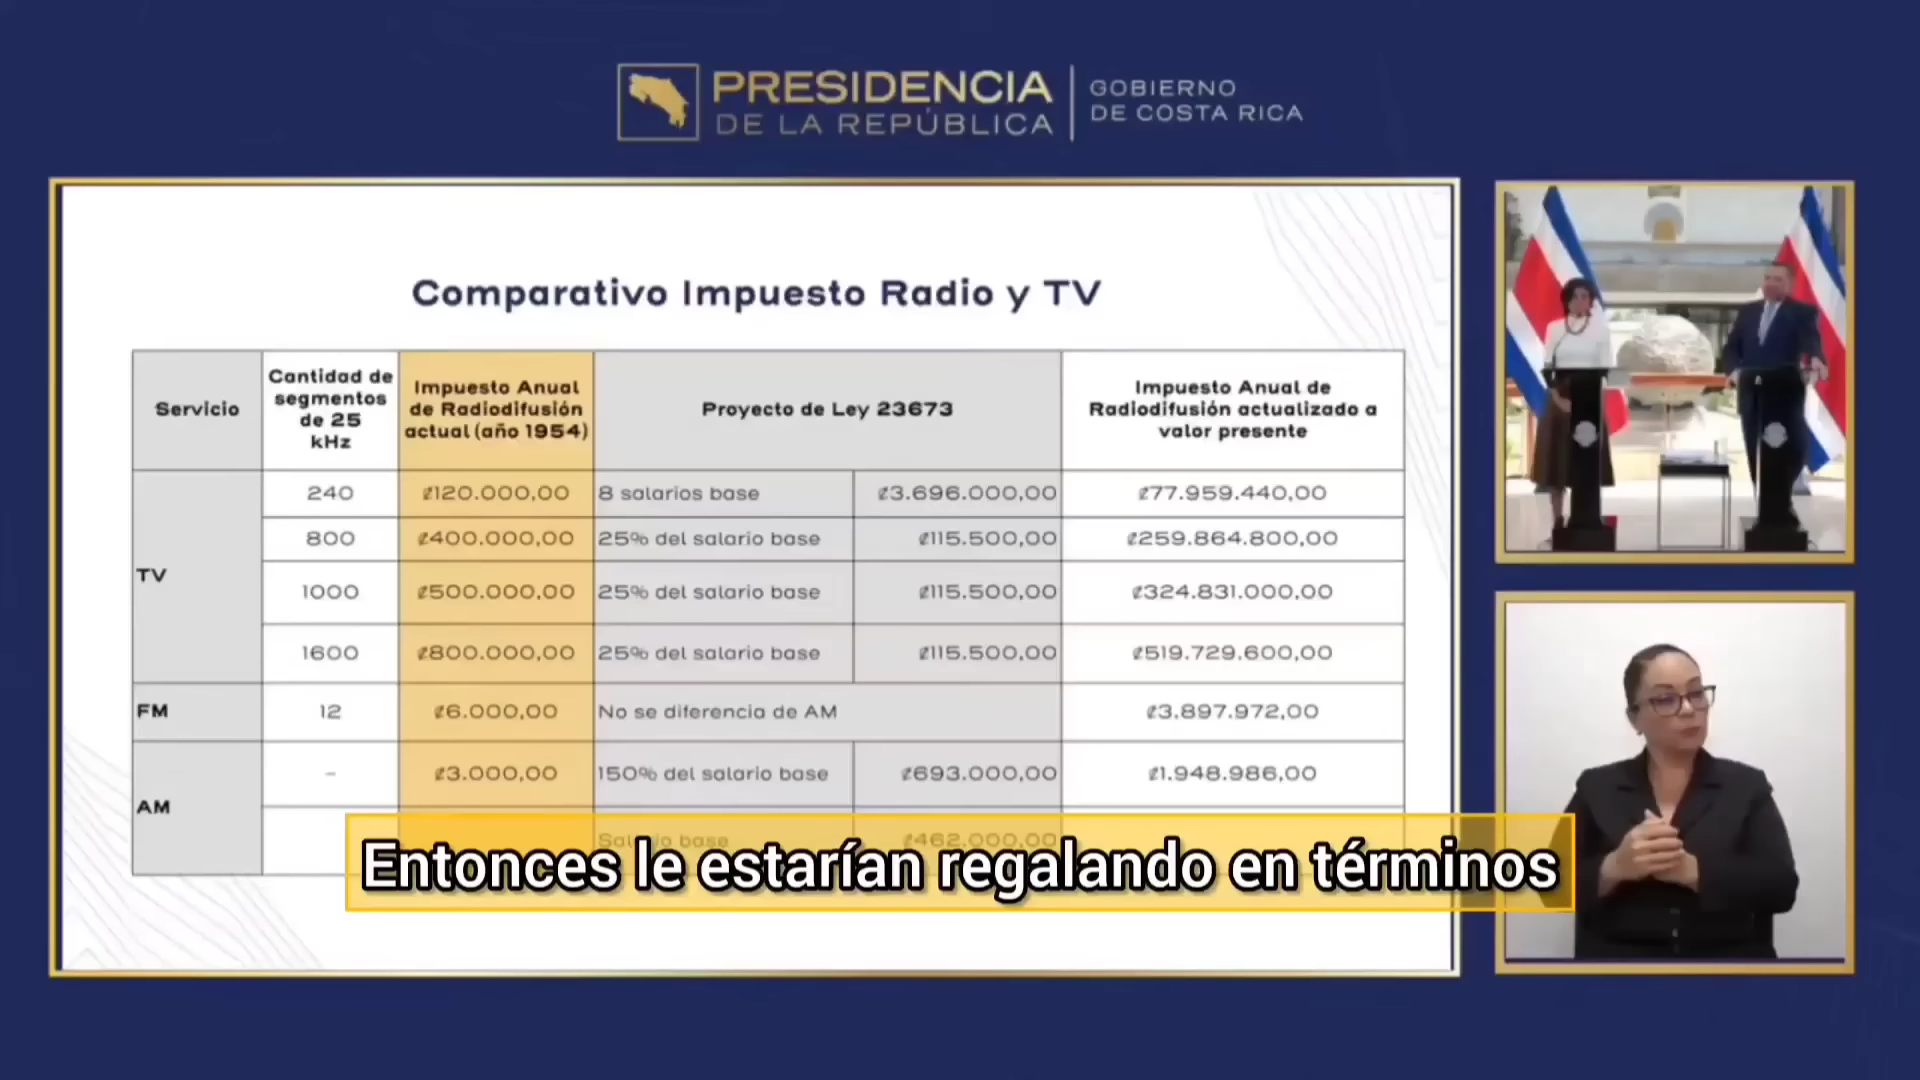 PRESIDENCIA
DE LA REPÚBLICA
GOBIERNO
DE COSTA RICA
Comparativo Impuesto Radio y TV
Servicio
Cantidad de
segmentos
de 25
kHz
Impuesto Anual
de Radiodifusión
actual (año 1954)
Proyecto de Ley 23673
Impuesto Anual de
Radiodifusión actualizado a
valor presente
TV
240 ₡120.000,00 8 salarios base ₡3.696.000,00 ₡77.959.440,00
800 ₡400.000,00 25% del salario base ₡115.500,00 ₡259.864.800,00
1000 ₡500.000,00 25% del salario base ₡115.500,00 ₡324.831.000,00
1600 ₡800.000,00 25% del salario base ₡115.500,00 ₡519.729.600,00
FM 12 ₡6.000,00 No se diferencia de AM ₡3.897.972,00
AM
- ₡3.000,00 150% del salario base ₡693.000,00 ₡1.948.986,00
Salario base ₡462.000,00
Entonces le estarían regalando en términos